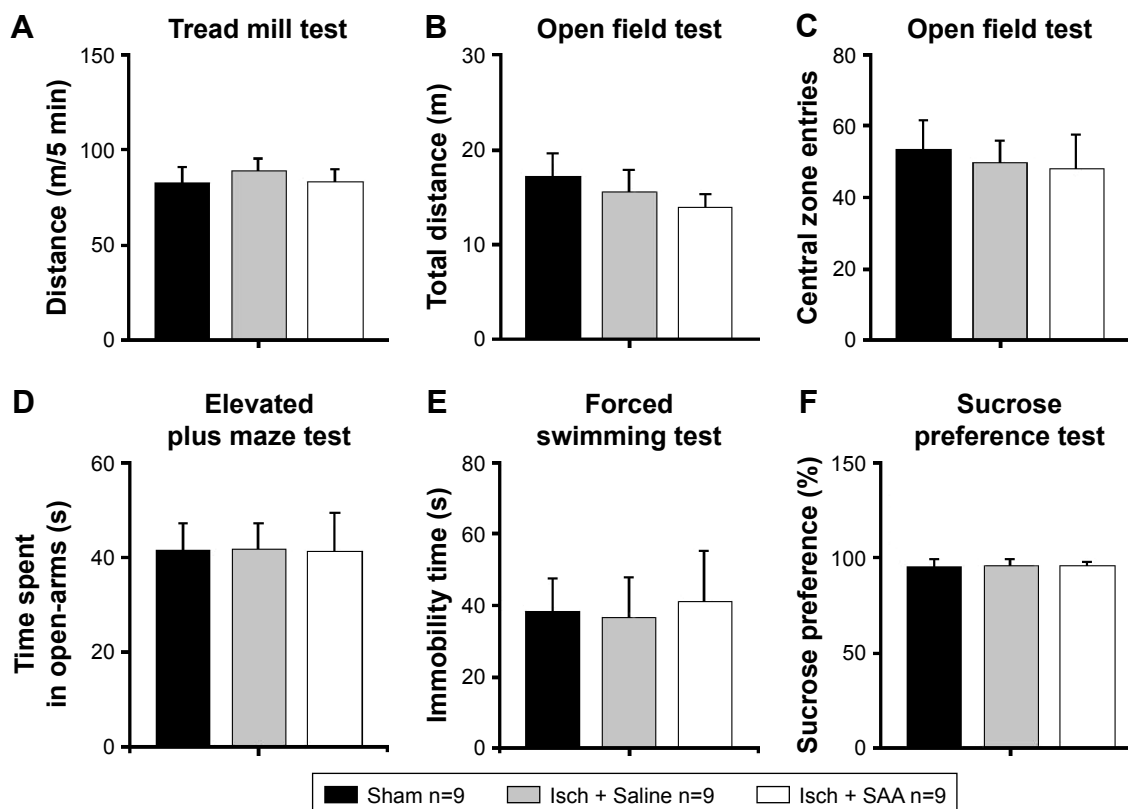 A
Tread mill test
Distance (m/5 min)
150
100
50
0
B
Open field test
Total distance (m)
30
20
10
0
C
Open field test
Central zone entries
80
60
40
20
0
D
Elevated
plus maze test
Time spent
in open-arms (s)
60
40
20
0
E
Forced
swimming test
Immobility time (s)
80
60
40
20
0
F
Sucrose
preference test
Sucrose preference (%)
150
100
50
0
Sham n=9
Isch + Saline n=9
Isch + SAA n=9